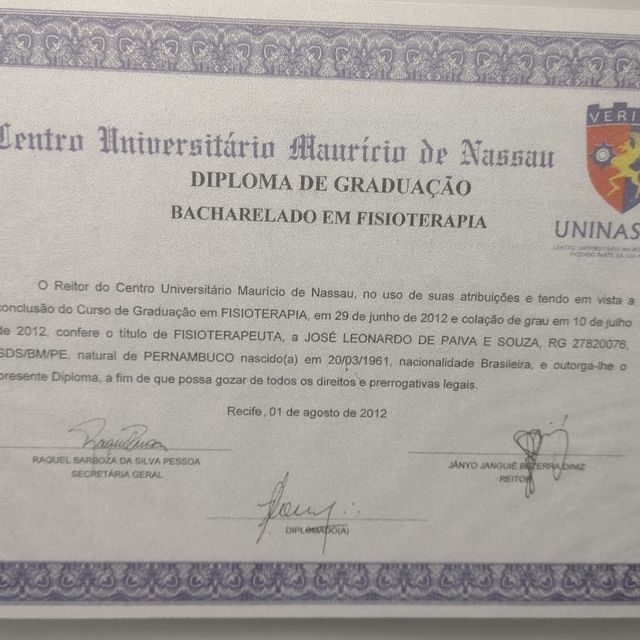 Centro Universitário Maurício de Nassau
DIPLOMA DE GRADUAÇÃO
BACHARELADO EM FISIOTERAPIA
VERI
UNINAS
O Reitor do Centro Universitário Maurício de Nassau, no uso de suas atribuições e tendo em vista a
conclusão do Curso de Graduação em FISIOTERAPIA, em 29 de junho de 2012 e colação de grau em 10 de julho
de 2012, confere o título de FISIOTERAPEUTA, a JOSÉ LEONARDO DE PAIVA E SOUZA, RG 27820076,
SDS/BM/PE, natural de PERNAMBUCO nascido(a) em 20/03/1961, nacionalidade Brasileira, e outorga-lhe o
presente Diploma, a fim de que possa gozar de todos os direitos e prerrogativas legais.
Recife, 01 de agosto de 2012
RAQUEL BARBOZA DA SILVA PESSOA
SECRETÁRIA GERAL
JÂNYO JANGUIÊ BEZERRA DINIZ
REITOR
DIPLOMADO(A)